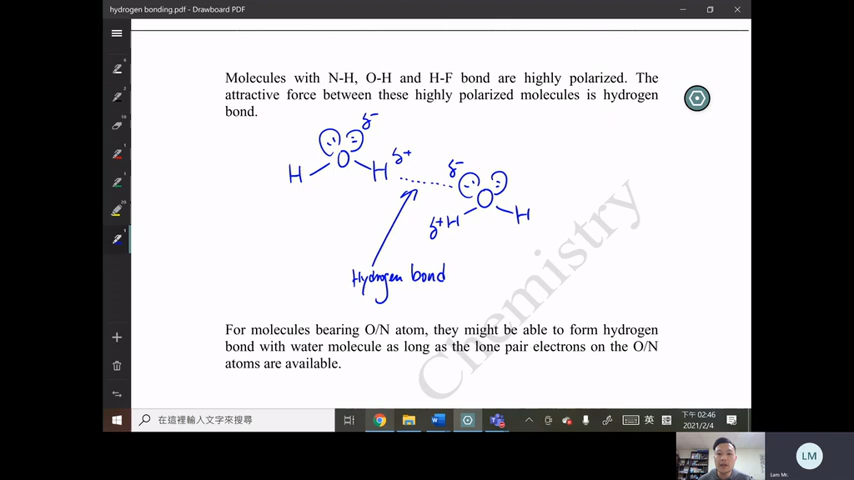 hydrogen bonding.pdf - Drawboard PDF
Molecules with N-H, O-H and H-F bond are highly polarized. The
attractive force between these highly polarized molecules is hydrogen
bond.
δ-
H O H δ+
δ-
O
δ+ H H
Hydrogen bond
Chemistry
For molecules bearing O/N atom, they might be able to form hydrogen
bond with water molecule as long as the lone pair electrons on the O/N
atoms are available.
在這裡輸入文字來搜尋
英
下午 02:46
2021/2/4
LM
Lam Mr.